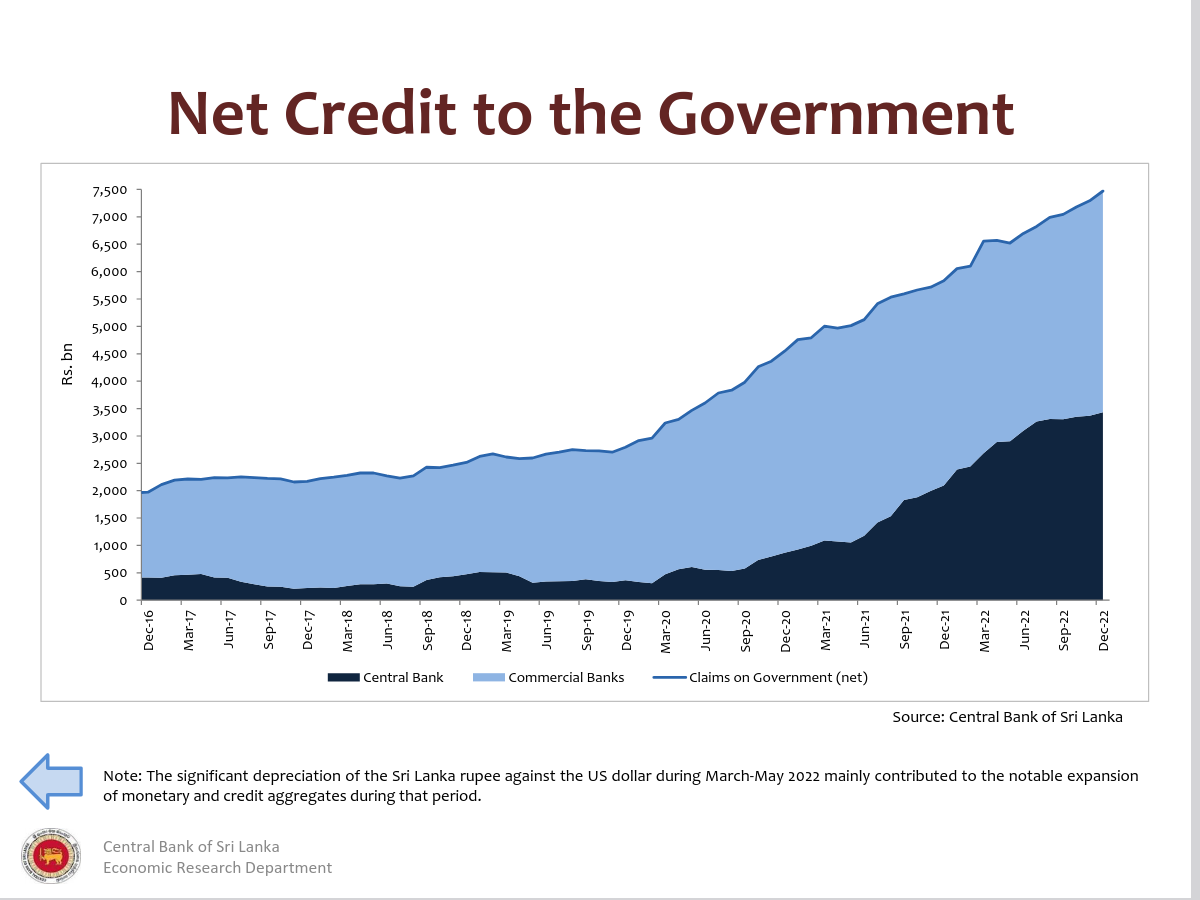 Net Credit to the Government
7,500
7,000
6,500
6,000
5,500
5,000
4,500
4,000
3,500
3,000
2,500
2,000
1,500
1,000
500
0
Rs. bn
Dec-16
Mar-17
Jun-17
Sep-17
Dec-17
Mar-18
Jun-18
Sep-18
Dec-18
Mar-19
Jun-19
Sep-19
Dec-19
Mar-20
Jun-20
Sep-20
Dec-20
Mar-21
Jun-21
Sep-21
Dec-21
Mar-22
Jun-22
Sep-22
Dec-22
Central Bank
Commercial Banks
Claims on Government (net)
Source: Central Bank of Sri Lanka
Note: The significant depreciation of the Sri Lanka rupee against the US dollar during March-May 2022 mainly contributed to the notable expansion
of monetary and credit aggregates during that period.
Central Bank of Sri Lanka
Economic Research Department